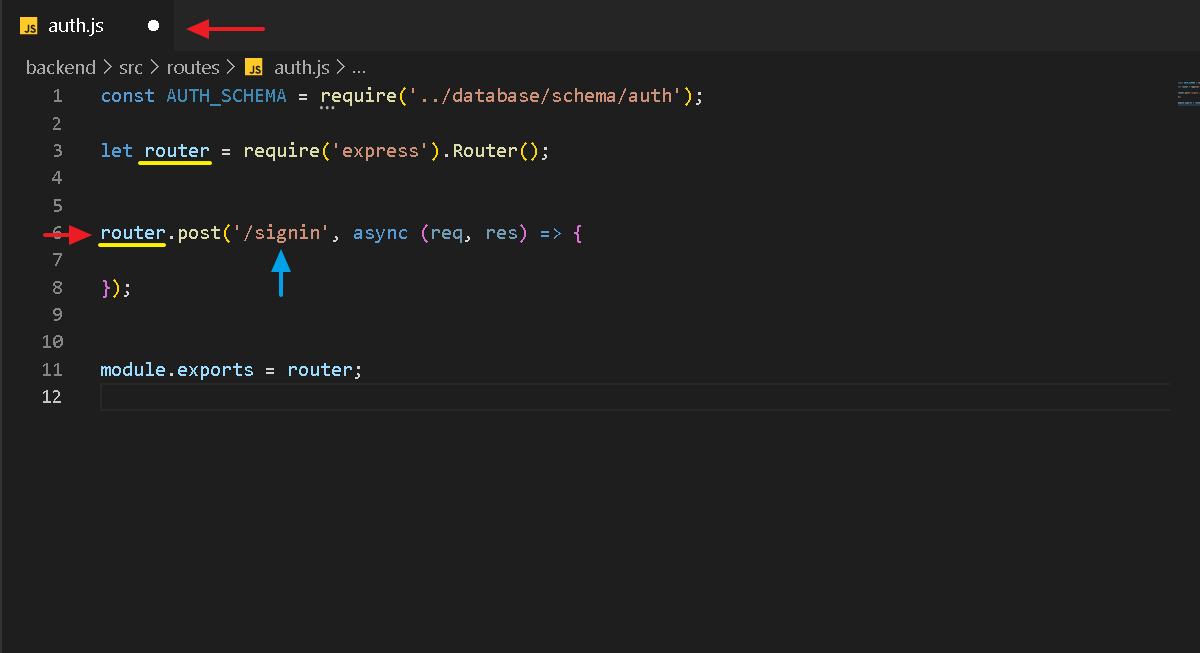 JS auth.js
backend > src > routes > JS auth.js > ...
1 const AUTH_SCHEMA = require('../database/schema/auth');
2
3 let router = require('express').Router();
4
5
6 router.post('/signin', async (req, res) => {
7
8 });
9
10
11 module.exports = router;
12